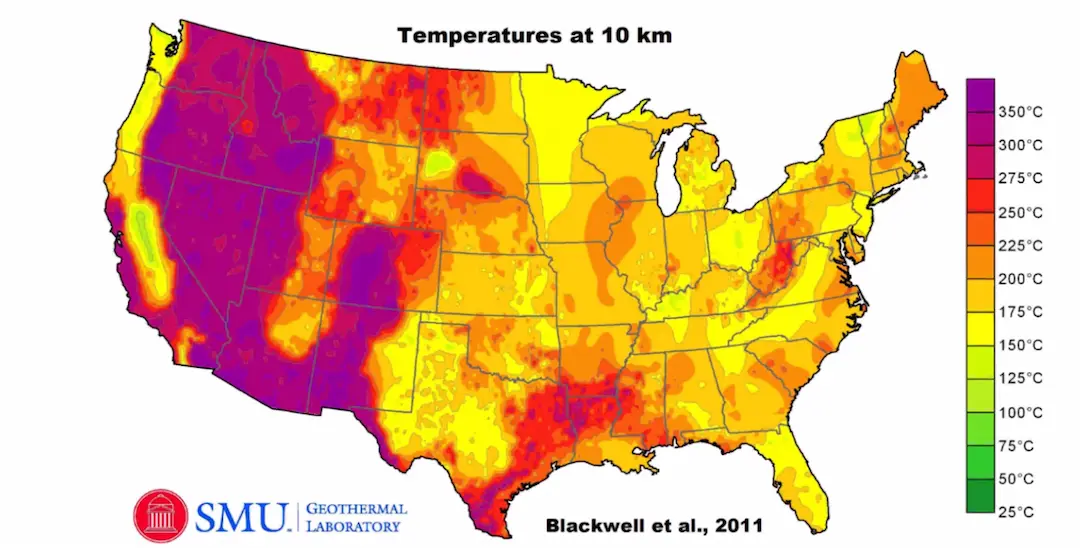 Temperatures at 10 km
350°C
300°C
275°C
250°C
225°C
200°C
175°C
150°C
125°C
100°C
75°C
50°C
25°C
SMU.
GEOTHERMAL
LABORATORY
Blackwell et al., 2011